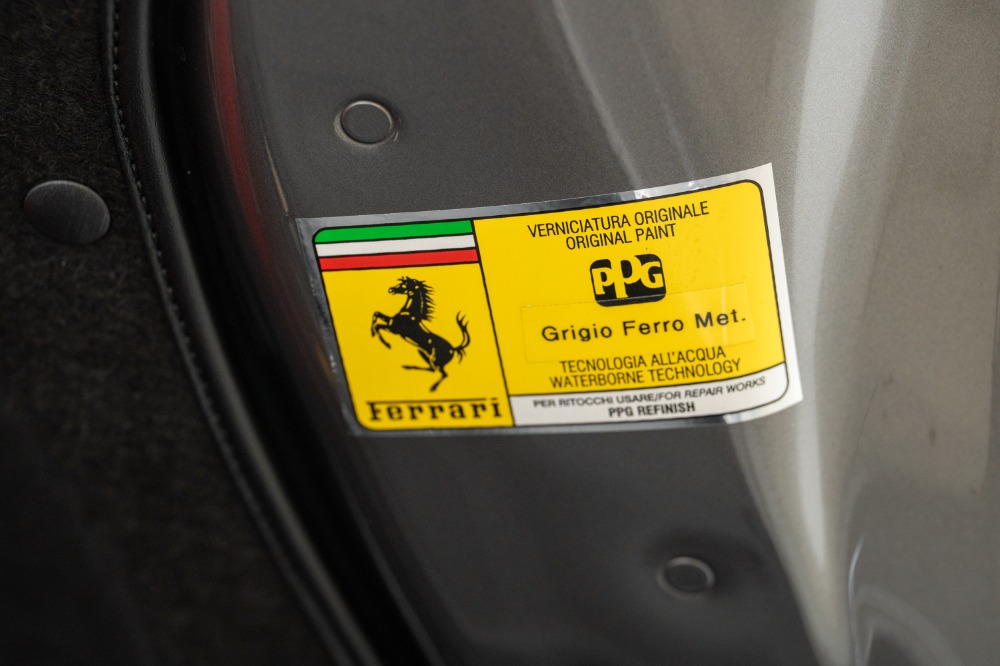 VERNICIATURA ORIGINALE
ORIGINAL PAINT
PPG
Grigio Ferro Met.
TECNOLOGIA ALL'ACQUA
WATERBORNE TECHNOLOGY
PER RITOCCHI USARE/FOR REPAIR WORKS
PPG REFINISH
Ferrari